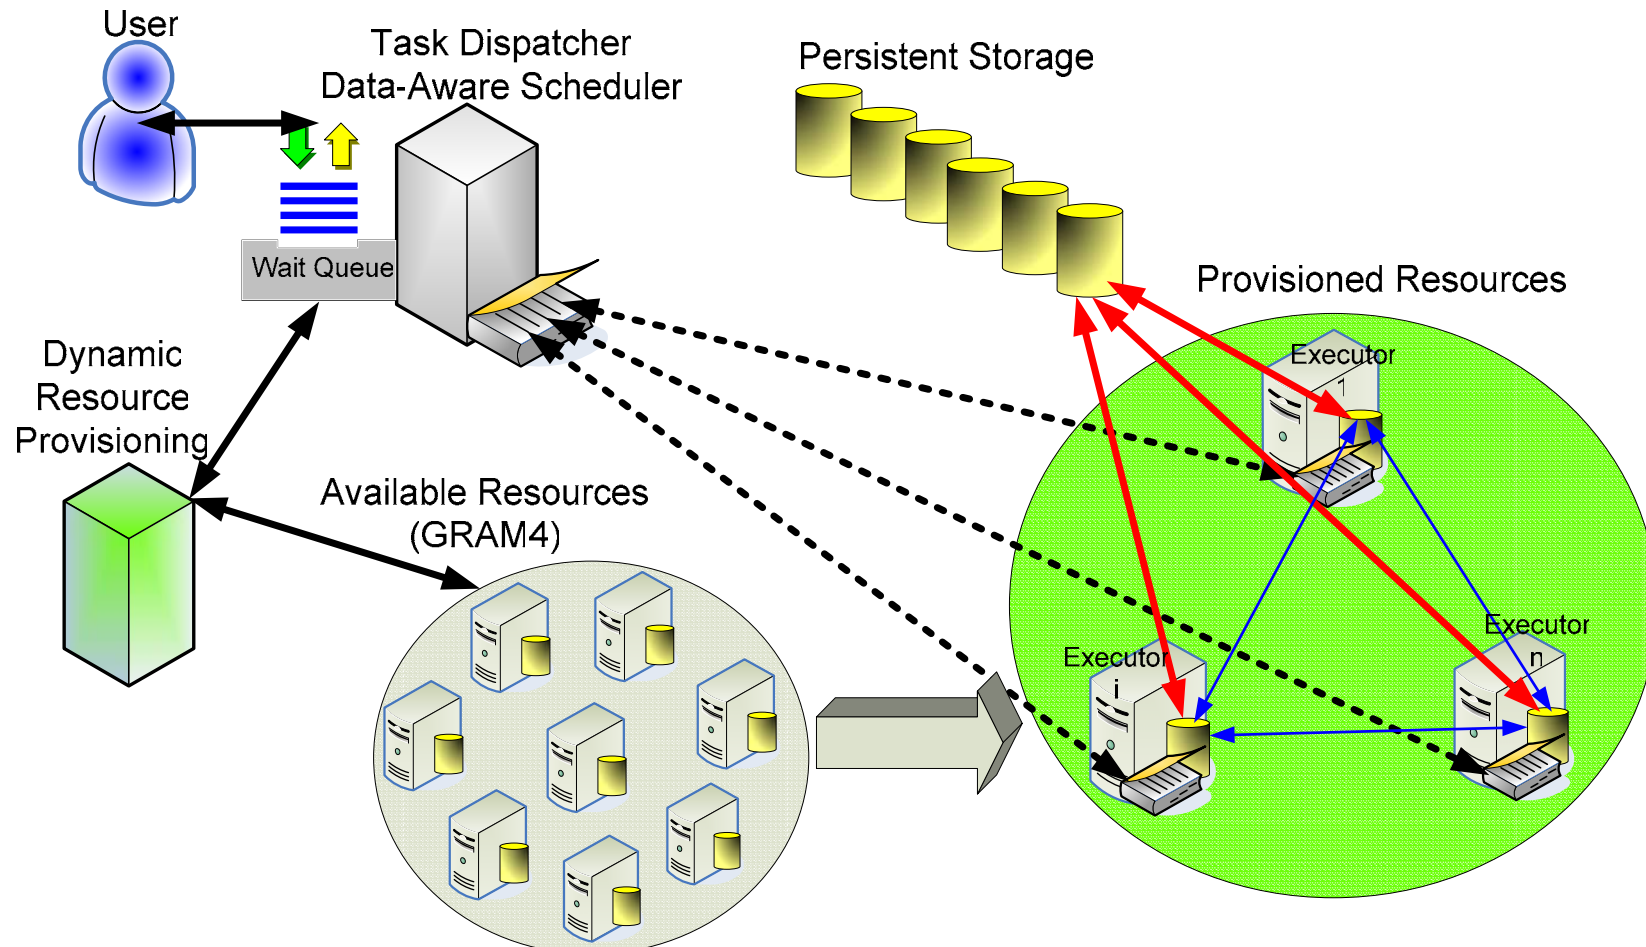 User
Task Dispatcher
Data-Aware Scheduler
Persistent Storage
Wait Queue
Provisioned Resources
Dynamic
Resource
Provisioning
Executor
1
Available Resources
(GRAM4)
Executor
i
Executor
n